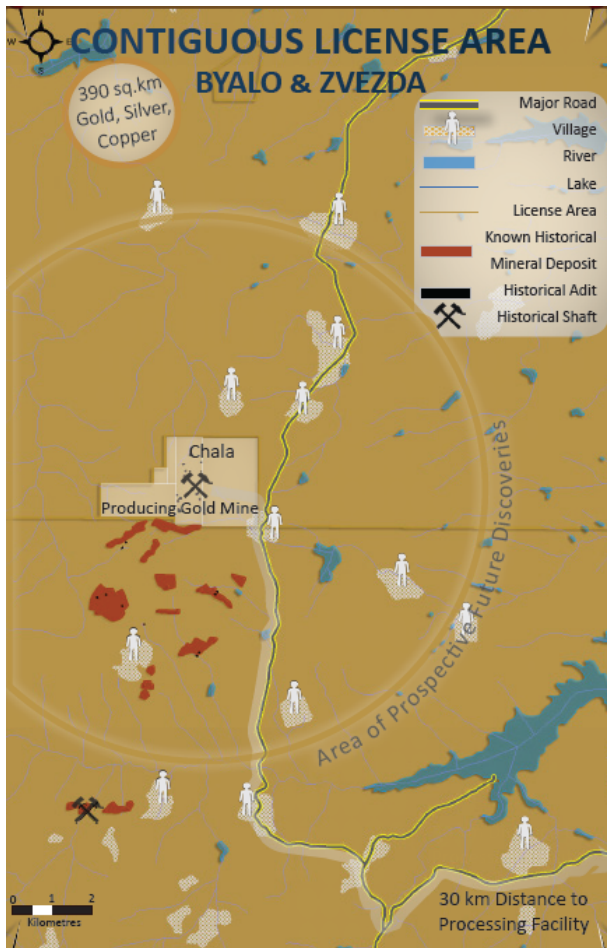 N
W E
S
CONTIGUOUS LICENSE AREA
BYALO & ZVEZDA
390 sq.km
Gold, Silver,
Copper
Major Road
Village
River
Lake
License Area
Known Historical
Mineral Deposit
Historical Adit
Historical Shaft
Chala
Producing Gold Mine
Area of Prospective Future Discoveries
0 1 2
Kilometres
30 km Distance to
Processing Facility